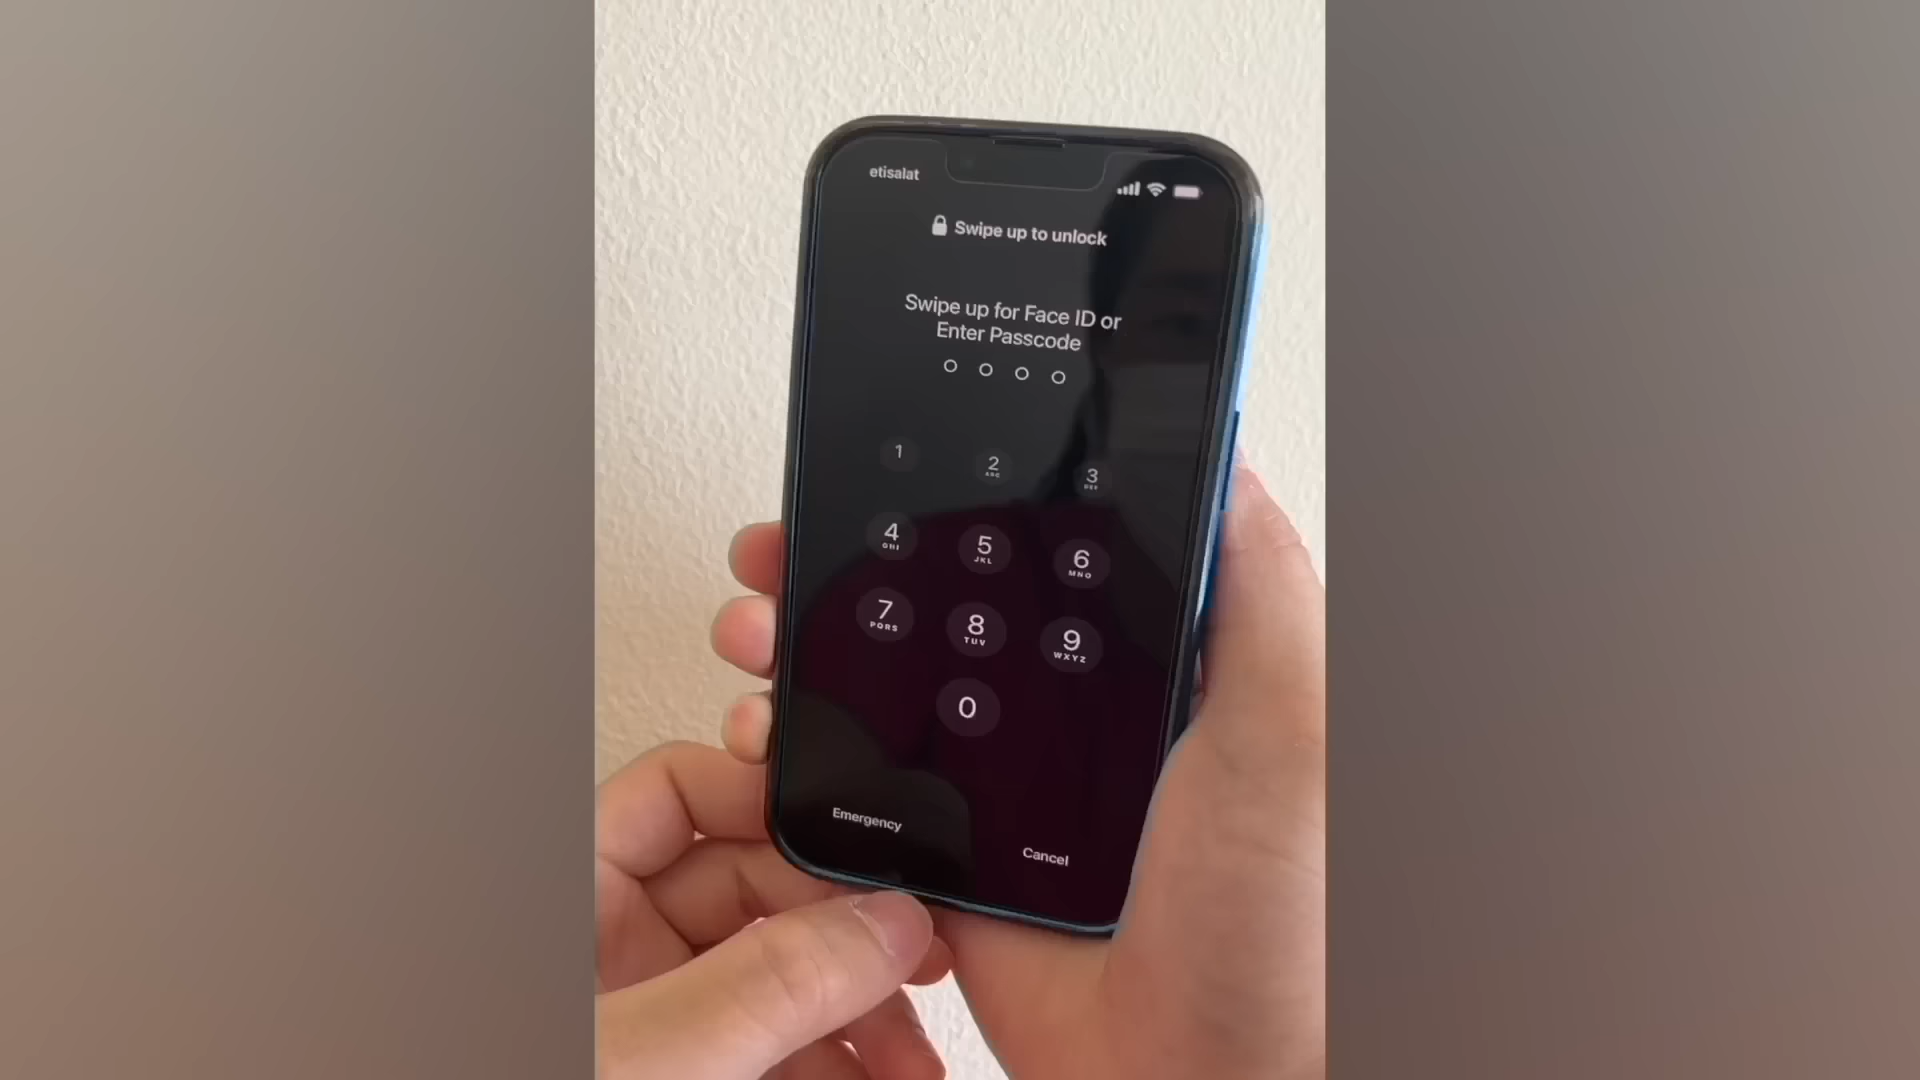 etisalat
Swipe up to unlock
Swipe up for Face ID or
Enter Passcode
1
2
ABC
3
DEF
4
GHI
5
JKL
6
MNO
7
PQRS
8
TUV
9
WXYZ
0
Emergency
Cancel